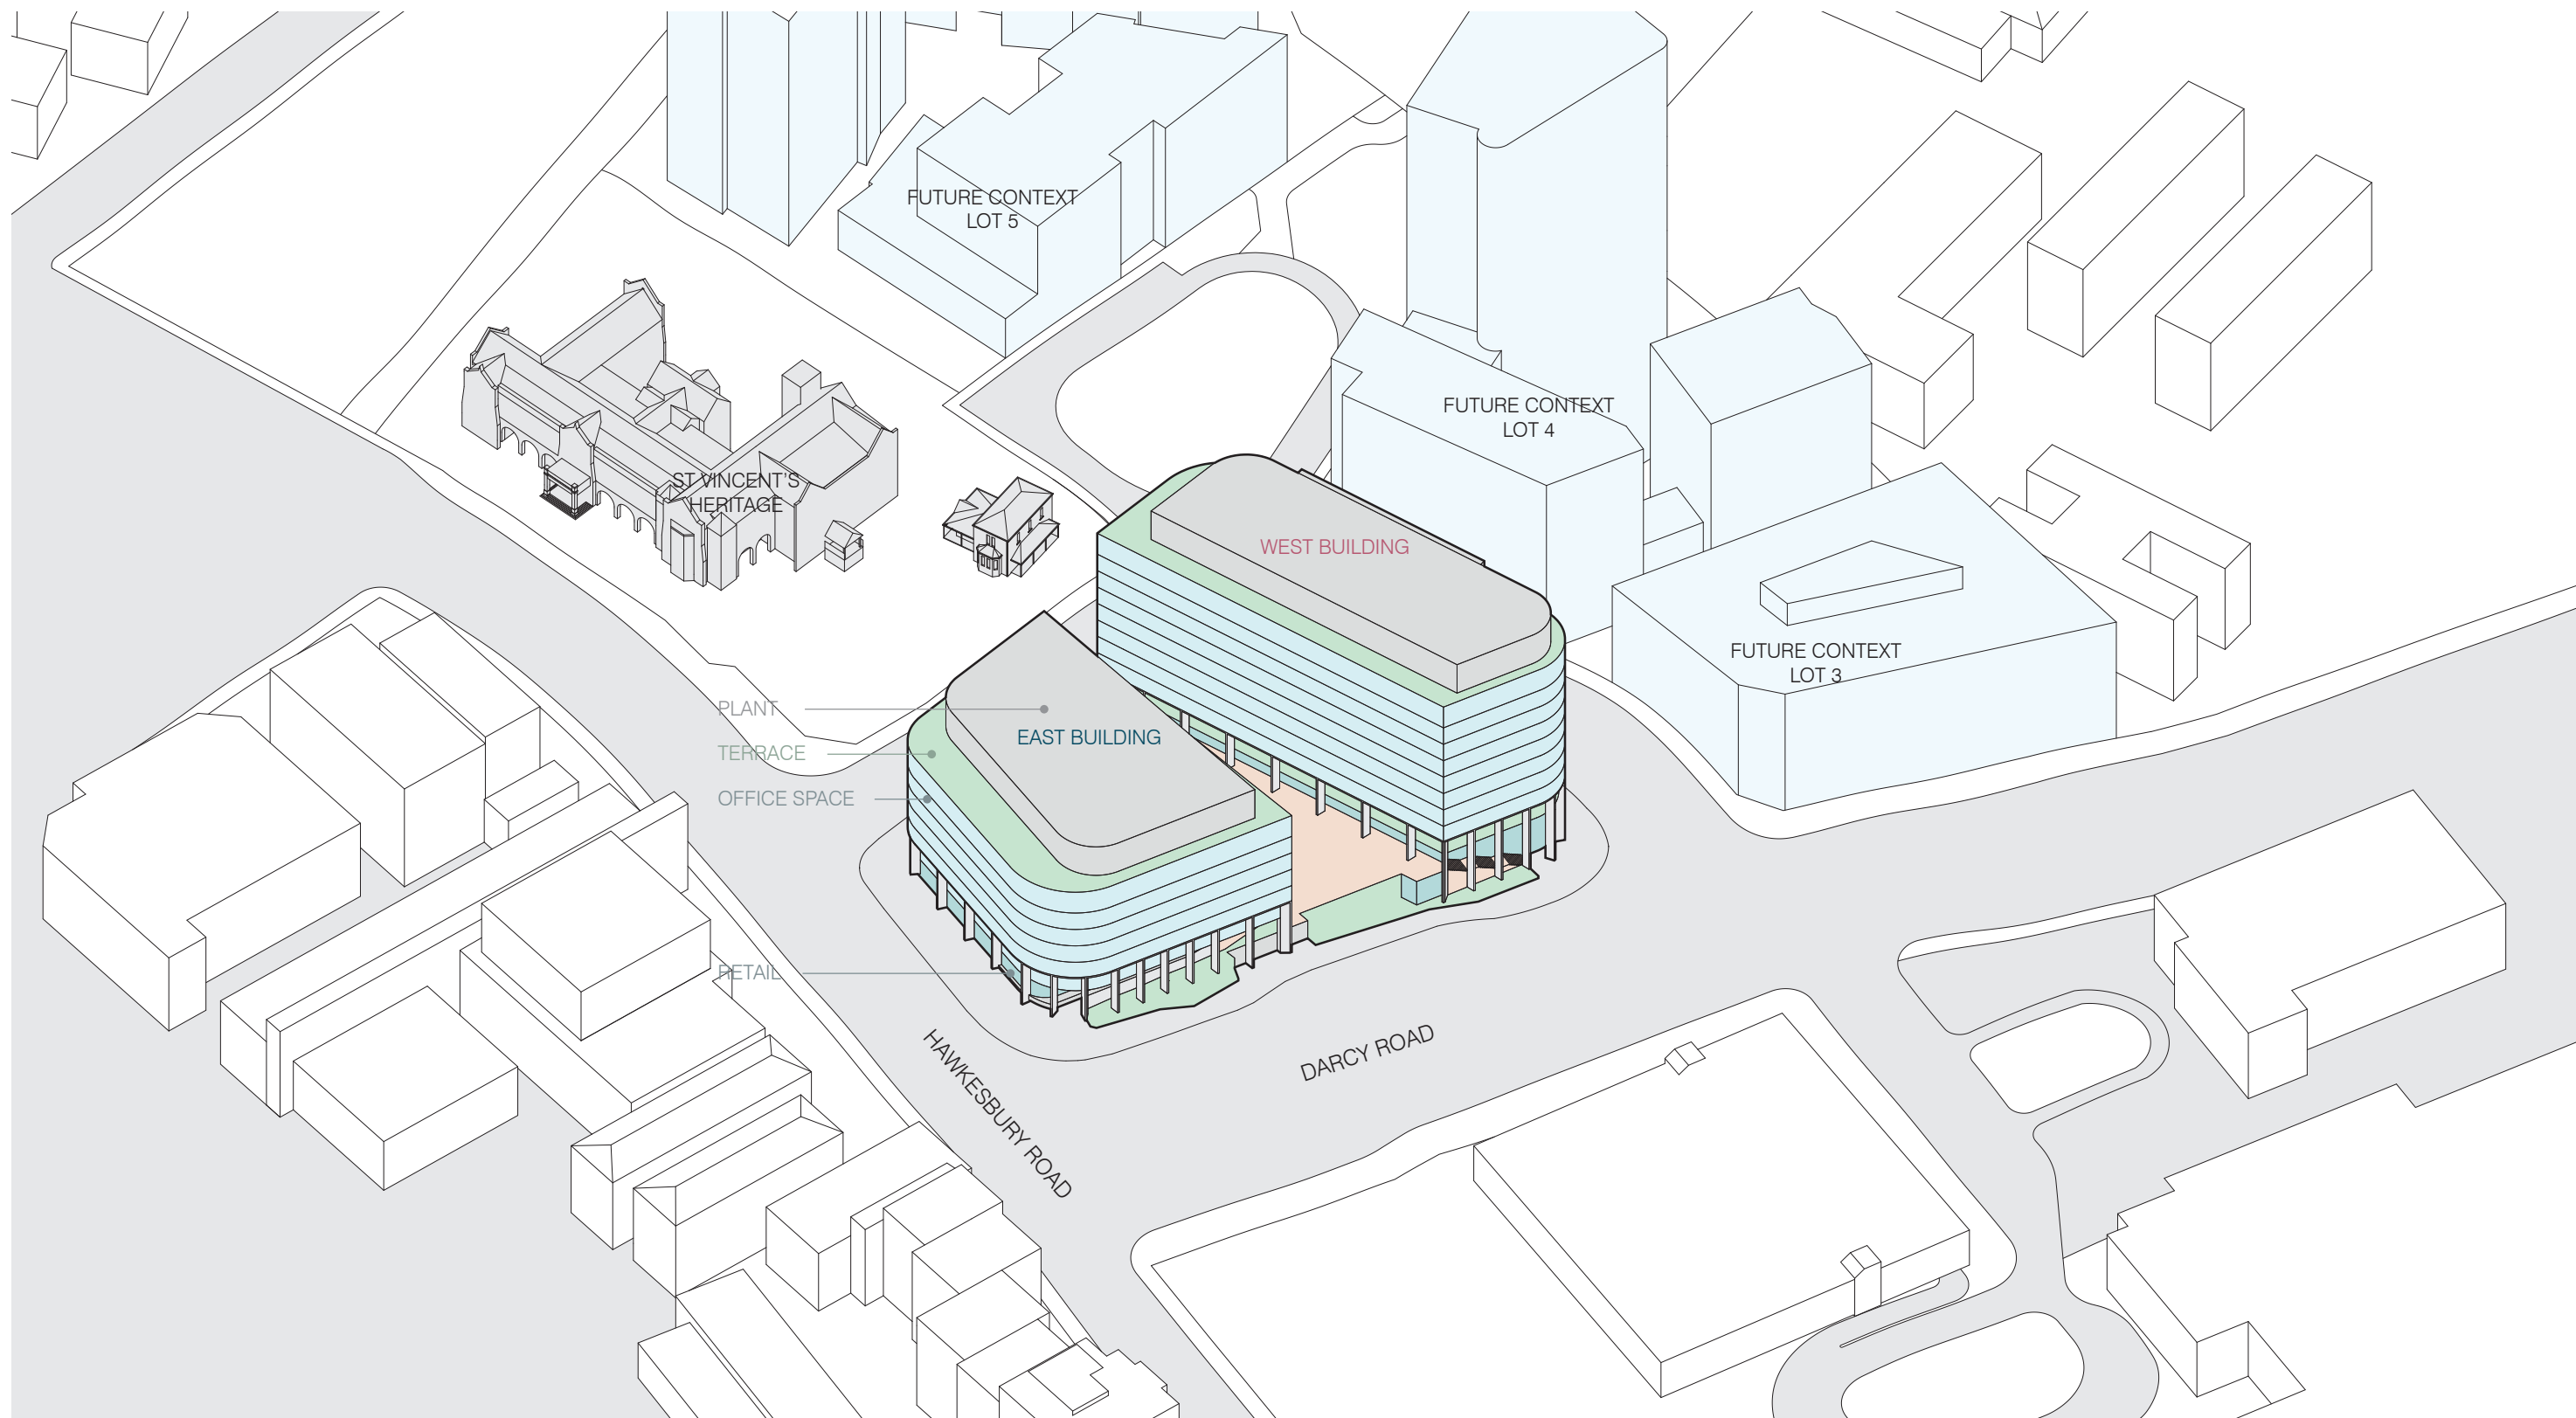 FUTURE CONTEXT
LOT 5
FUTURE CONTEXT
LOT 4
ST VINCENT'S
HERITAGE
WEST BUILDING
FUTURE CONTEXT
LOT 3
PLANT
EAST BUILDING
TERRACE
OFFICE SPACE
RETAIL
HAWKESBURY ROAD
DARCY ROAD